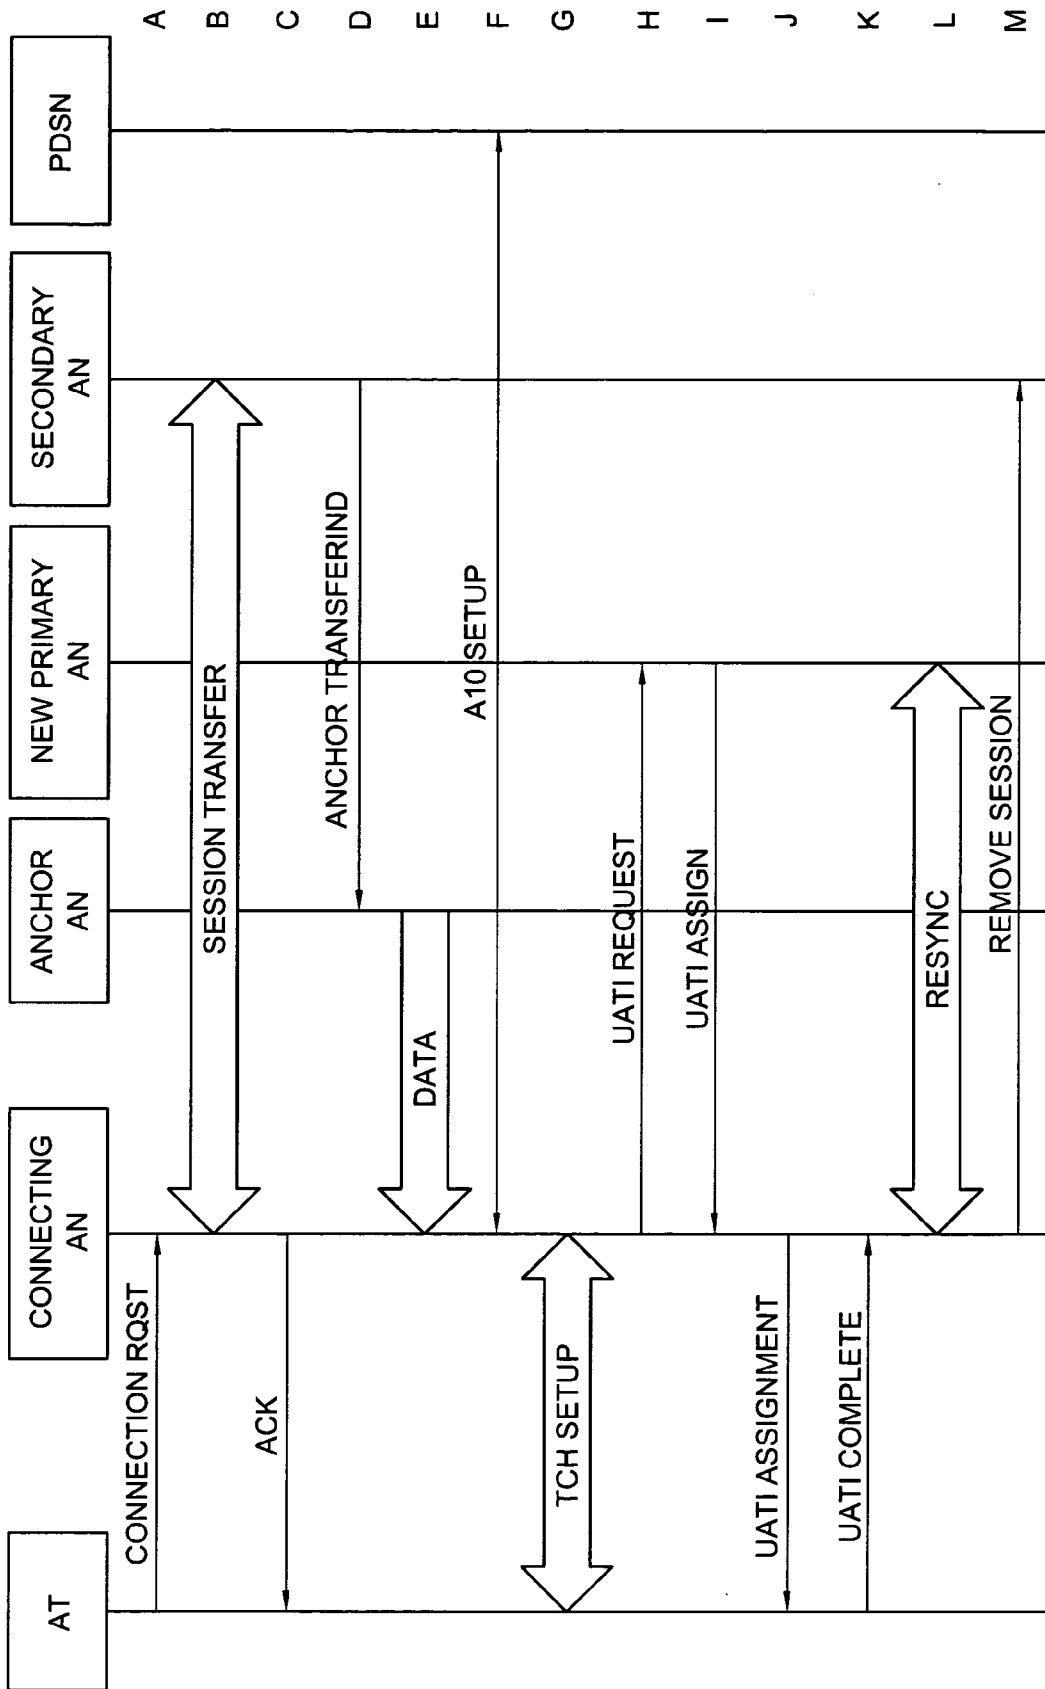 AT
CONNECTING
AN
ANCHOR
AN
NEW PRIMARY
AN
SECONDARY
AN
PDSN
CONNECTION RQST
A
SESSION TRANSFER
B
ACK
C
ANCHOR TRANSFERIND
D
DATA
E
A10 SETUP
F
TCH SETUP
G
UATI REQUEST
H
UATI ASSIGN
I
UATI ASSIGNMENT
J
UATI COMPLETE
K
RESYNC
L
REMOVE SESSION
M